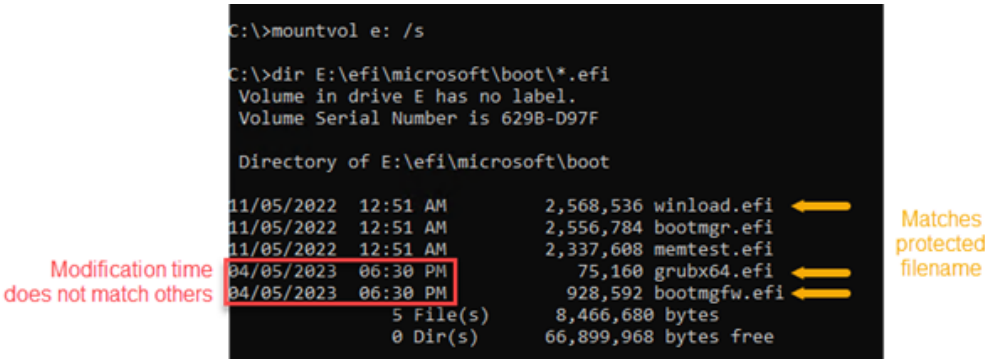 C:\>mountvol e: /s
C:\>dir E:\efi\microsoft\boot\*.efi
Volume in drive E has no label.
Volume Serial Number is 629B-D97F
Directory of E:\efi\microsoft\boot
11/05/2022 12:51 AM 2,568,536 winload.efi
11/05/2022 12:51 AM 2,556,784 bootmgr.efi
11/05/2022 12:51 AM 2,337,608 memtest.efi
04/05/2023 06:30 PM 75,160 grubx64.efi
04/05/2023 06:30 PM 928,592 bootmgfw.efi
5 File(s) 8,466,680 bytes
0 Dir(s) 66,899,968 bytes free
Modification time
does not match others
Matches
protected
filename